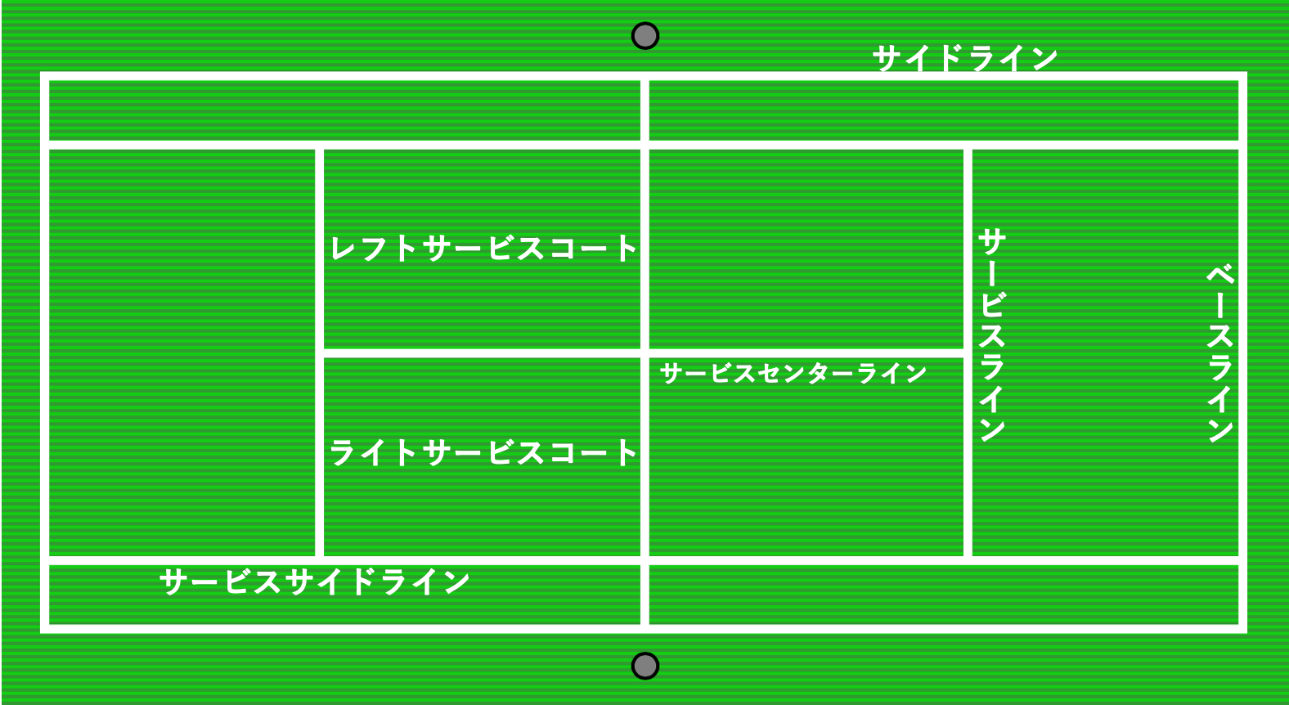 サイドライン
レフトサービスコート
サービスライン
ベースライン
サービスセンターライン
ライトサービスコート
サービスサイドライン